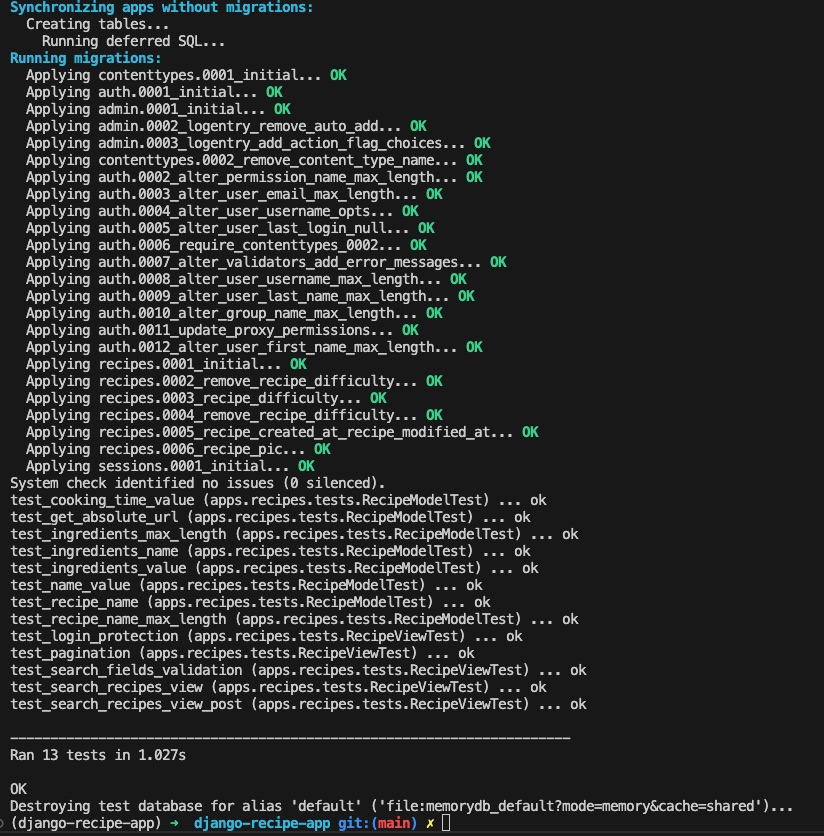 Synchronizing apps without migrations:
  Creating tables...
    Running deferred SQL...
Running migrations:
  Applying contenttypes.0001_initial... OK
  Applying auth.0001_initial... OK
  Applying admin.0001_initial... OK
  Applying admin.0002_logentry_remove_auto_add... OK
  Applying admin.0003_logentry_add_action_flag_choices... OK
  Applying contenttypes.0002_remove_content_type_name... OK
  Applying auth.0002_alter_permission_name_max_length... OK
  Applying auth.0003_alter_user_email_max_length... OK
  Applying auth.0004_alter_user_username_opts... OK
  Applying auth.0005_alter_user_last_login_null... OK
  Applying auth.0006_require_contenttypes_0002... OK
  Applying auth.0007_alter_validators_add_error_messages... OK
  Applying auth.0008_alter_user_username_max_length... OK
  Applying auth.0009_alter_user_last_name_max_length... OK
  Applying auth.0010_alter_group_name_max_length... OK
  Applying auth.0011_update_proxy_permissions... OK
  Applying auth.0012_alter_user_first_name_max_length... OK
  Applying recipes.0001_initial... OK
  Applying recipes.0002_remove_recipe_difficulty... OK
  Applying recipes.0003_recipe_difficulty... OK
  Applying recipes.0004_remove_recipe_difficulty... OK
  Applying recipes.0005_recipe_created_at_recipe_modified_at... OK
  Applying recipes.0006_recipe_pic... OK
  Applying sessions.0001_initial... OK
System check identified no issues (0 silenced).
test_cooking_time_value (apps.recipes.tests.RecipeModelTest) ... ok
test_get_absolute_url (apps.recipes.tests.RecipeModelTest) ... ok
test_ingredients_max_length (apps.recipes.tests.RecipeModelTest) ... ok
test_ingredients_name (apps.recipes.tests.RecipeModelTest) ... ok
test_ingredients_value (apps.recipes.tests.RecipeModelTest) ... ok
test_name_value (apps.recipes.tests.RecipeModelTest) ... ok
test_recipe_name (apps.recipes.tests.RecipeModelTest) ... ok
test_recipe_name_max_length (apps.recipes.tests.RecipeModelTest) ... ok
test_login_protection (apps.recipes.tests.RecipeViewTest) ... ok
test_pagination (apps.recipes.tests.RecipeViewTest) ... ok
test_search_fields_validation (apps.recipes.tests.RecipeViewTest) ... ok
test_search_recipes_view (apps.recipes.tests.RecipeViewTest) ... ok
test_search_recipes_view_post (apps.recipes.tests.RecipeViewTest) ... ok
----------------------------------------------------------------------
Ran 13 tests in 1.027s
OK
Destroying test database for alias 'default' ('file:memorydb_default?mode=memory&cache=shared')...
(django-recipe-app) → django-recipe-app git:(main) ✗